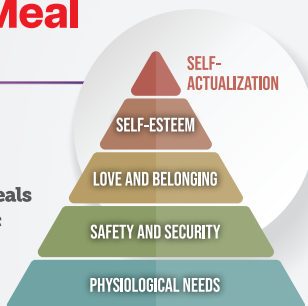 Meal
SELF-
ACTUALIZATION
SELF-ESTEEM
LOVE AND BELONGING
eals
SAFETY AND SECURITY
PHYSIOLOGICAL NEEDS